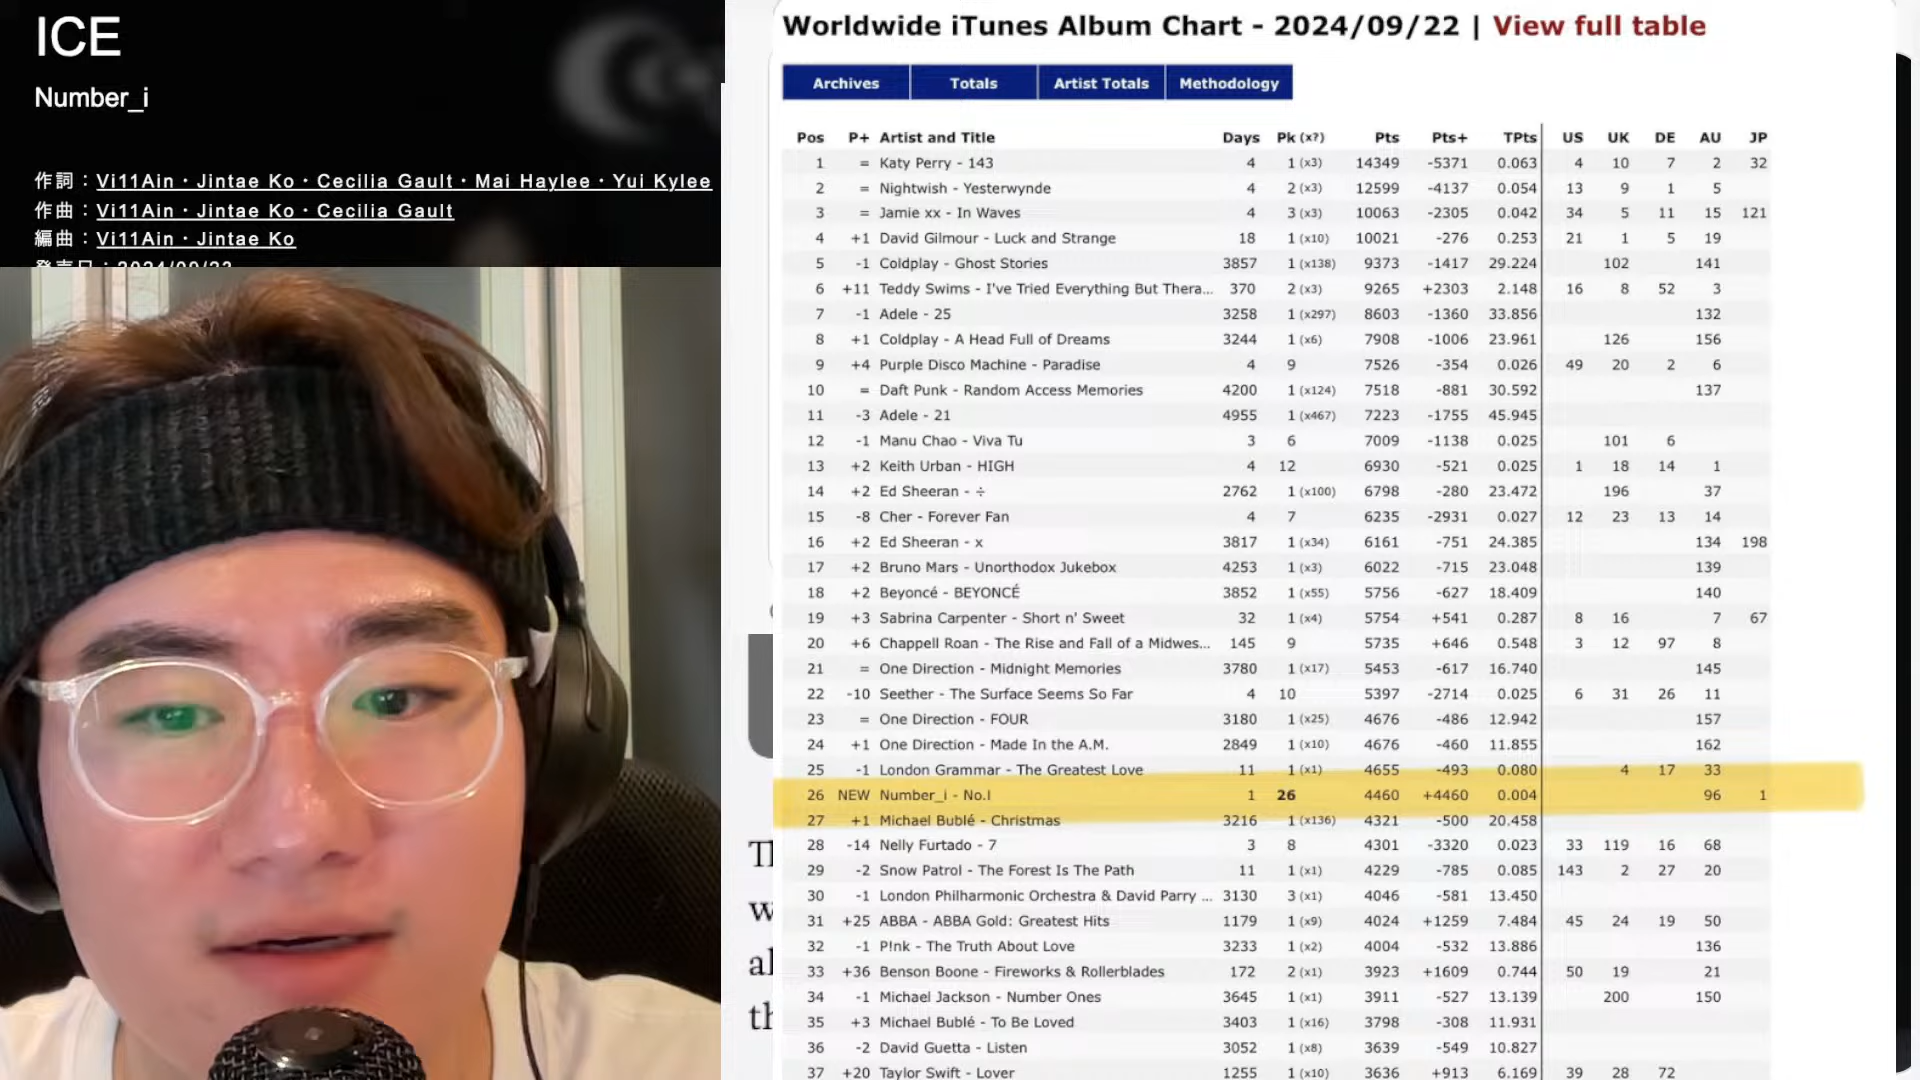 ICE
Number_i
作詞：Vi11Ain・Jintae Ko・Cecilia Gault・Mai Haylee・Yui Kylee
作曲：Vi11Ain・Jintae Ko・Cecilia Gault
編曲：Vi11Ain・Jintae Ko
Worldwide iTunes Album Chart - 2024/09/22 | View full table
Archives Totals Artist Totals Methodology
Pos P+ Artist and Title Days Pk (x?) Pts Pts+ TPts US UK DE AU JP
1 = Katy Perry - 143 4 1 (x3) 14349 -5371 0.063 4 10 7 2 32
2 = Nightwish - Yesterwynde 4 2 (x3) 12599 -4137 0.054 13 9 1 5
3 = Jamie xx - In Waves 4 3 (x3) 10063 -2305 0.042 34 5 11 15 121
4 +1 David Gilmour - Luck and Strange 18 1 (x10) 10021 -276 0.253 21 1 5 19
5 -1 Coldplay - Ghost Stories 3857 1 (x138) 9373 -1417 29.224 102 141
6 +11 Teddy Swims - I've Tried Everything But Thera... 370 2 (x3) 9265 +2303 2.148 16 8 52 3
7 -1 Adele - 25 3258 1 (x297) 8603 -1360 33.856 132
8 +1 Coldplay - A Head Full of Dreams 3244 1 (x6) 7908 -1006 23.961 126 156
9 +4 Purple Disco Machine - Paradise 4 9 7526 -354 0.026 49 20 2 6
10 = Daft Punk - Random Access Memories 4200 1 (x124) 7518 -881 30.592 137
11 -3 Adele - 21 4955 1 (x467) 7223 -1755 45.945
12 -1 Manu Chao - Viva Tu 3 6 7009 -1138 0.025 101 6
13 +2 Keith Urban - HIGH 4 12 6930 -521 0.025 1 18 14 1
14 +2 Ed Sheeran - ÷ 2762 1 (x100) 6798 -280 23.472 196 37
15 -8 Cher - Forever Fan 4 7 6235 -2931 0.027 12 23 13 14
16 +2 Ed Sheeran - x 3817 1 (x34) 6161 -751 24.385 134 198
17 +2 Bruno Mars - Unorthodox Jukebox 4253 1 (x3) 6022 -715 23.048 139
18 +2 Beyoncé - BEYONCÉ 3852 1 (x55) 5756 -627 18.409 140
19 +3 Sabrina Carpenter - Short n' Sweet 32 1 (x4) 5754 +541 0.287 8 16 7 67
20 +6 Chappell Roan - The Rise and Fall of a Midwes... 145 9 5735 +646 0.548 3 12 97 8
21 = One Direction - Midnight Memories 3780 1 (x17) 5453 -617 16.740 145
22 -10 Seether - The Surface Seems So Far 4 10 5397 -2714 0.025 6 31 26 11
23 = One Direction - FOUR 3180 1 (x25) 4676 -486 12.942 157
24 +1 One Direction - Made In the A.M. 2849 1 (x10) 4676 -460 11.855 162
25 -1 London Grammar - The Greatest Love 11 1 (x1) 4655 -493 0.080 4 17 33
26 NEW Number_i - No.I 1 26 4460 +4460 0.004 96 1
27 +1 Michael Bublé - Christmas 3216 1 (x136) 4321 -500 20.458
28 -14 Nelly Furtado - 7 3 8 4301 -3320 0.023 33 119 16 68
29 -2 Snow Patrol - The Forest Is The Path 11 1 (x1) 4229 -785 0.085 143 2 27 20
30 -1 London Philharmonic Orchestra & David Parry ... 3130 3 (x1) 4046 -581 13.450
31 +25 ABBA - ABBA Gold: Greatest Hits 1179 1 (x9) 4024 +1259 7.484 45 24 19 50
32 -1 P!nk - The Truth About Love 3233 1 (x2) 4004 -532 13.886 136
33 +36 Benson Boone - Fireworks & Rollerblades 172 2 (x1) 3923 +1609 0.744 50 19 21
34 -1 Michael Jackson - Number Ones 3645 1 (x1) 3911 -527 13.139 200 150
35 +3 Michael Bublé - To Be Loved 3403 1 (x16) 3798 -308 11.931
36 -2 David Guetta - Listen 3052 1 (x8) 3639 -549 10.827
37 +20 Taylor Swift - Lover 1255 1 (x10) 3636 +913 6.169 39 28 72